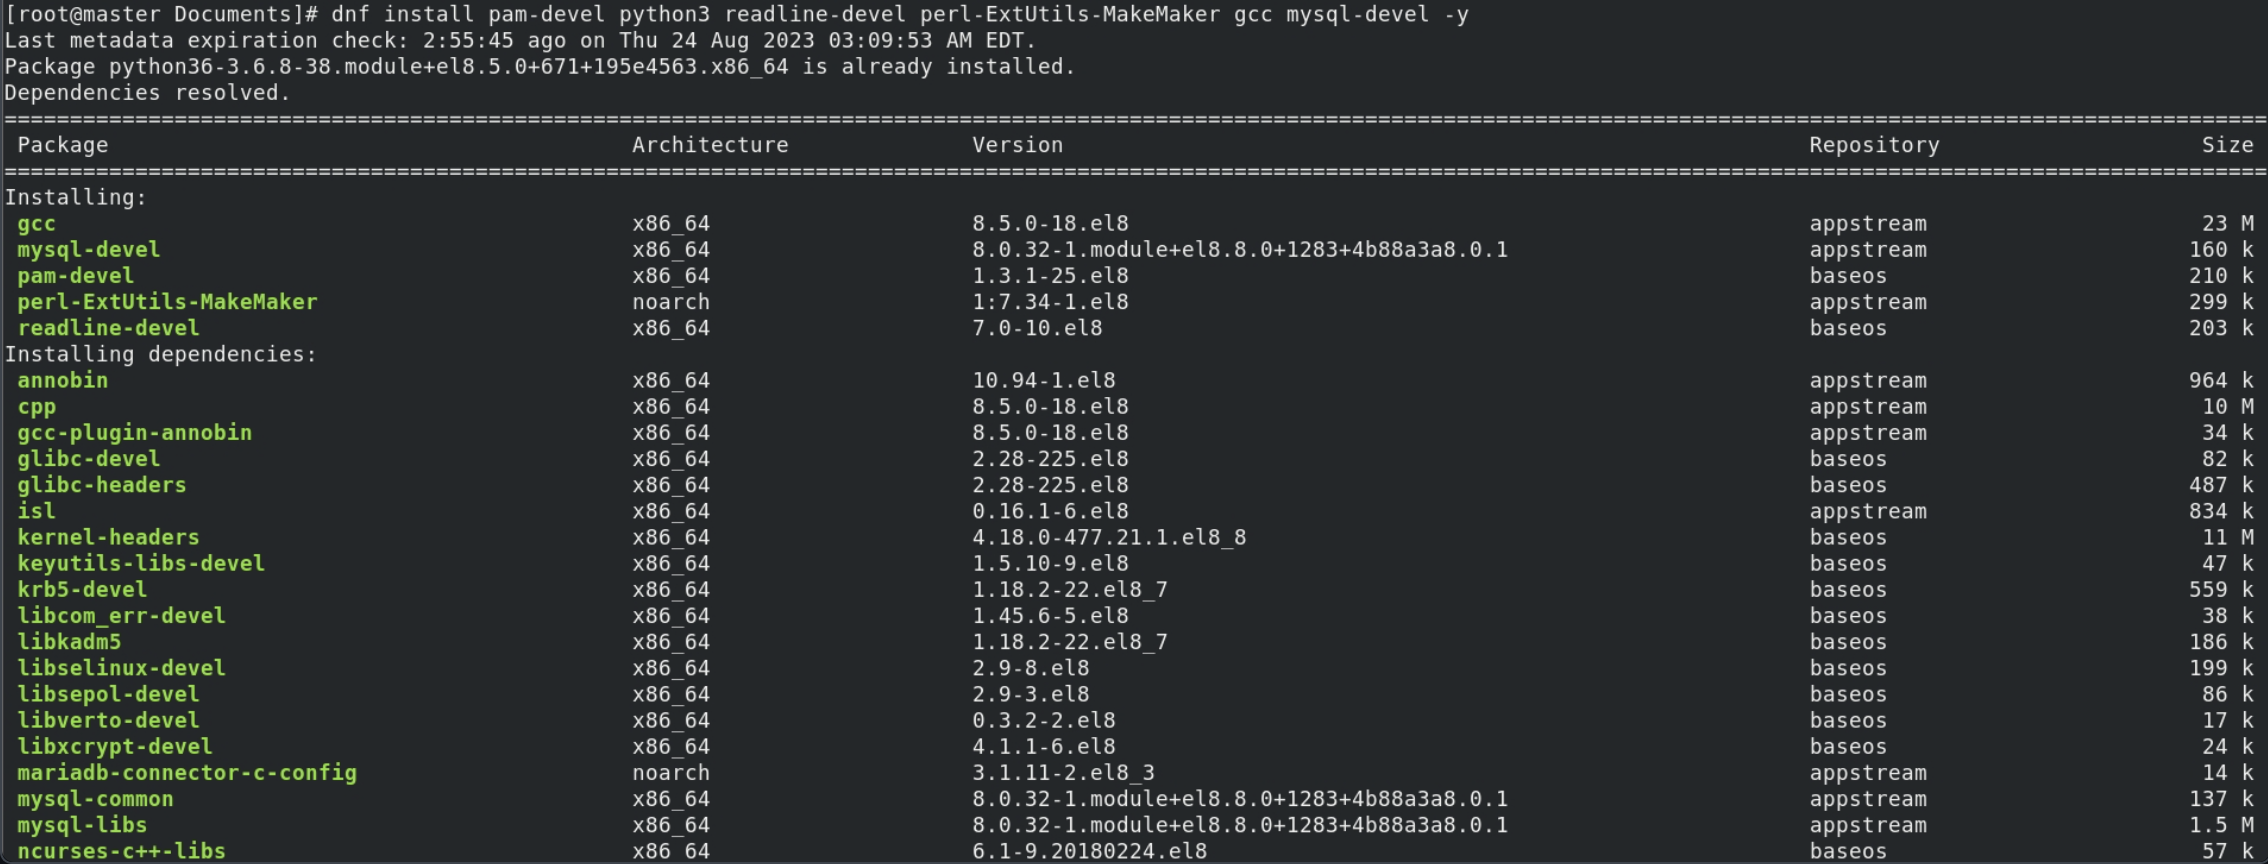 [root@master Documents]# dnf install pam-devel python3 readline-devel perl-ExtUtils-MakeMaker gcc mysql-devel -y
Last metadata expiration check: 2:55:45 ago on Thu 24 Aug 2023 03:09:53 AM EDT.
Package python36-3.6.8-38.module+el8.5.0+671+195e4563.x86_64 is already installed.
Dependencies resolved.
Package Architecture Version Repository Size
Installing:
gcc x86_64 8.5.0-18.el8 appstream 23 M
mysql-devel x86_64 8.0.32-1.module+el8.8.0+1283+4b88a3a8.0.1 appstream 160 k
pam-devel x86_64 1.3.1-25.el8 baseos 210 k
perl-ExtUtils-MakeMaker noarch 1:7.34-1.el8 appstream 299 k
readline-devel x86_64 7.0-10.el8 baseos 203 k
Installing dependencies:
annobin x86_64 10.94-1.el8 appstream 964 k
cpp x86_64 8.5.0-18.el8 appstream 10 M
gcc-plugin-annobin x86_64 8.5.0-18.el8 appstream 34 k
glibc-devel x86_64 2.28-225.el8 baseos 82 k
glibc-headers x86_64 2.28-225.el8 baseos 487 k
isl x86_64 0.16.1-6.el8 appstream 834 k
kernel-headers x86_64 4.18.0-477.21.1.el8_8 baseos 11 M
keyutils-libs-devel x86_64 1.5.10-9.el8 baseos 47 k
krb5-devel x86_64 1.18.2-22.el8_7 baseos 559 k
libcom_err-devel x86_64 1.45.6-5.el8 baseos 38 k
libkadm5 x86_64 1.18.2-22.el8_7 baseos 186 k
libselinux-devel x86_64 2.9-8.el8 baseos 199 k
libsepol-devel x86_64 2.9-3.el8 baseos 86 k
libverto-devel x86_64 0.3.2-2.el8 baseos 17 k
libxcrypt-devel x86_64 4.1.1-6.el8 baseos 24 k
mariadb-connector-c-config noarch 3.1.11-2.el8_3 appstream 14 k
mysql-common x86_64 8.0.32-1.module+el8.8.0+1283+4b88a3a8.0.1 appstream 137 k
mysql-libs x86_64 8.0.32-1.module+el8.8.0+1283+4b88a3a8.0.1 appstream 1.5 M
ncurses-c++-libs x86_64 6.1-9.20180224.el8 baseos 57 k